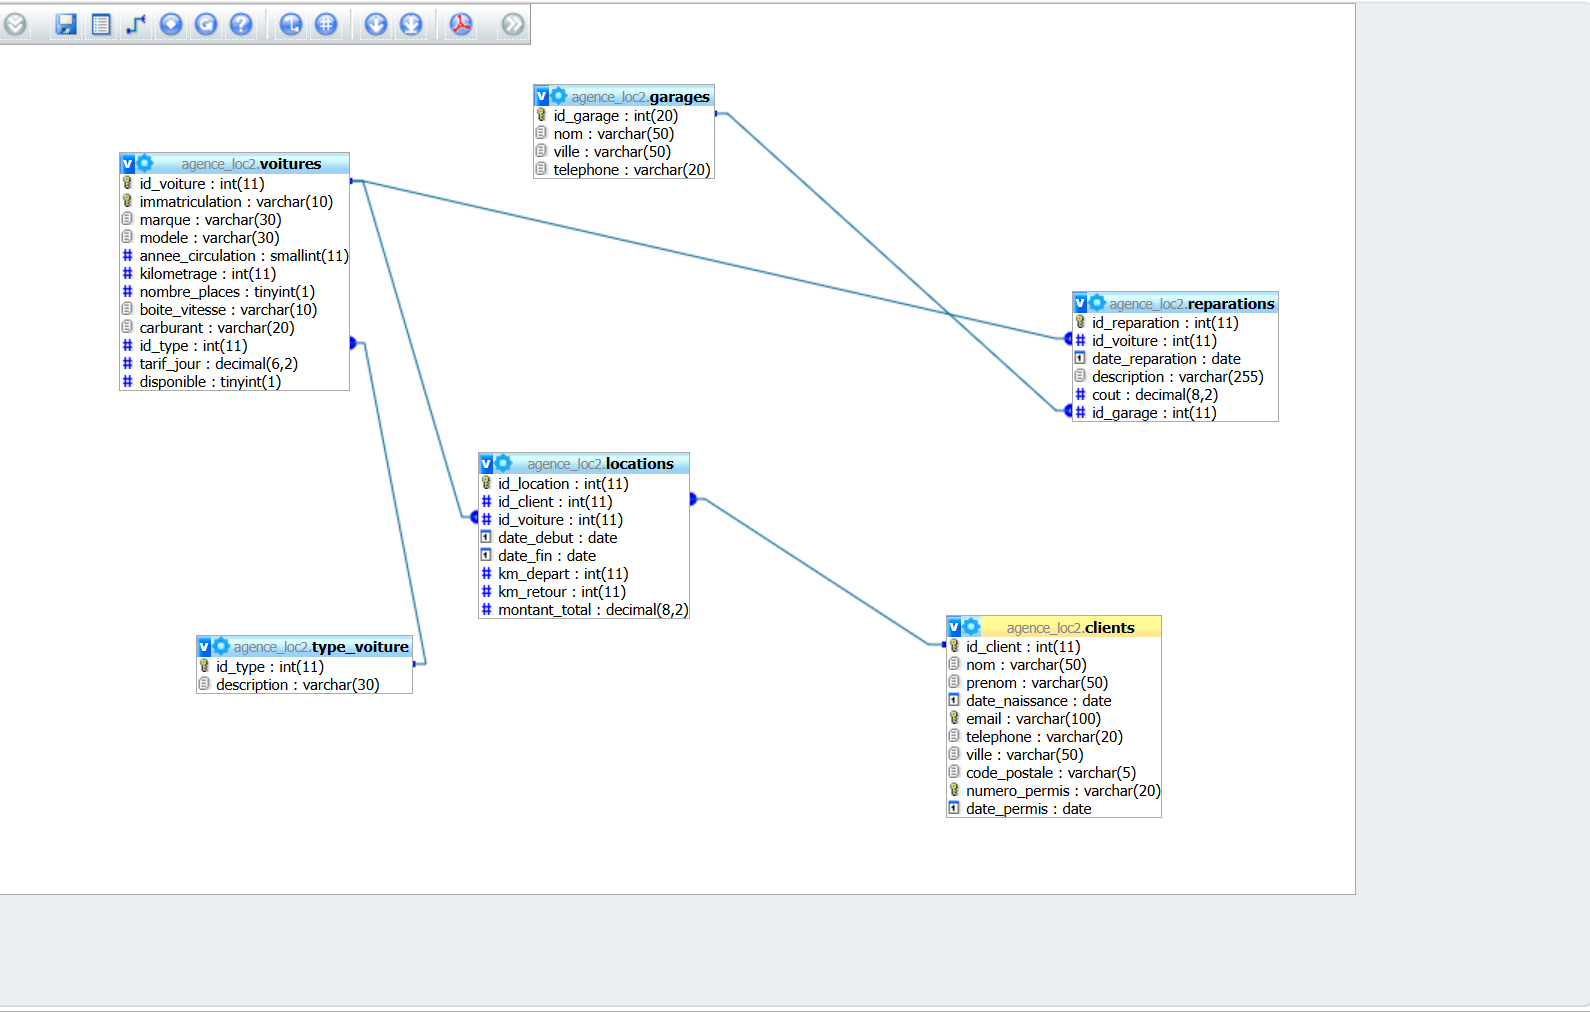 agence_loc2.garages
id_garage : int(20)
nom : varchar(50)
ville : varchar(50)
telephone : varchar(20)
agence_loc2.voitures
id_voiture : int(11)
immatriculation : varchar(10)
marque : varchar(30)
modele : varchar(30)
annee_circulation : smallint(11)
kilometrage : int(11)
nombre_places : tinyint(1)
boite_vitesse : varchar(10)
carburant : varchar(20)
id_type : int(11)
tarif_jour : decimal(6,2)
disponible : tinyint(1)
agence_loc2.reparations
id_reparation : int(11)
id_voiture : int(11)
date_reparation : date
description : varchar(255)
cout : decimal(8,2)
id_garage : int(11)
agence_loc2.locations
id_location : int(11)
id_client : int(11)
id_voiture : int(11)
date_debut : date
date_fin : date
km_depart : int(11)
km_retour : int(11)
montant_total : decimal(8,2)
agence_loc2.type_voiture
id_type : int(11)
description : varchar(30)
agence_loc2.clients
id_client : int(11)
nom : varchar(50)
prenom : varchar(50)
date_naissance : date
email : varchar(100)
telephone : varchar(20)
ville : varchar(50)
code_postale : varchar(5)
numero_permis : varchar(20)
date_permis : date